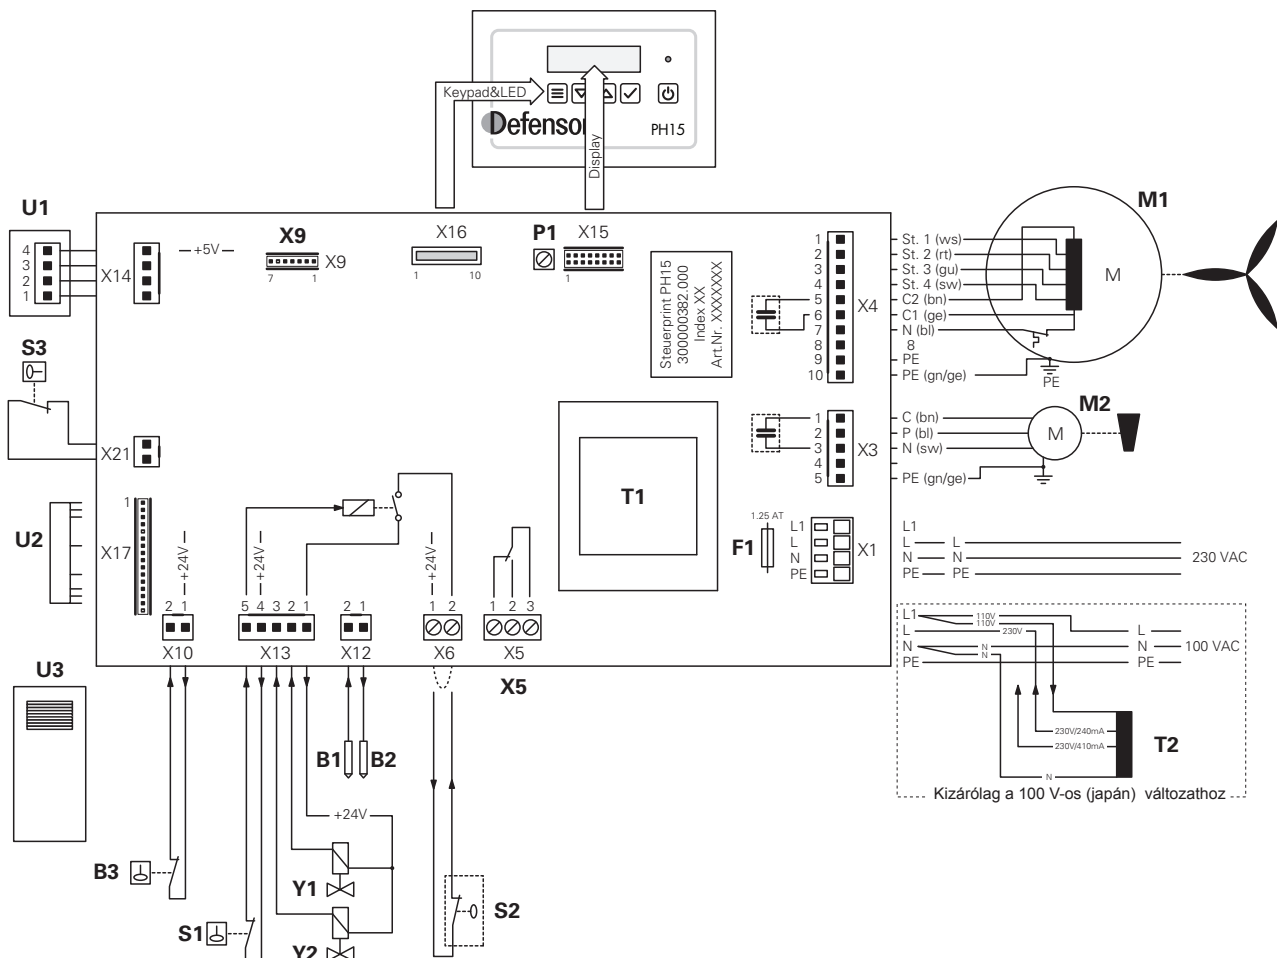 Keypad&LED
Display
Defensor
PH15
U1
4
3
2
1
X14
+5V
X9
X9
7 1
X16
1 10
P1
X15
1
Steuerprint PH15
300000382.000
Index XX
Art.Nr. XXXXXXX
1
2
3
4
5
6
7
8
9
10
X4
St. 1 (ws)
St. 2 (rt)
St. 3 (gu)
St. 4 (sw)
C2 (bn)
C1 (ge)
N (bl)
8
PE
PE (gn/ge)
PE
M
M1
S3
X21
1
2
3
4
5
X3
C (bn)
P (bl)
N (sw)
PE (gn/ge)
M
M2
T1
U2
1
X17
1.25 AT
F1
L1
L
N
PE
X1
L1
L L
N N
PE PE
230 VAC
+24V
2 1
X10
+24V
5 4 3 2 1
X13
2 1
X12
+24V
1 2
X6
1 2 3
X5
X5
U3
B1
B2
+24V
B3
Y1
S1
Y2
S2
L1
L
N
PE
110V
110V
230V
N
N
L
N
PE
100 VAC
230V/240mA
230V/410mA
N
T2
Kizárólag a 100 V-os (japán) változathoz